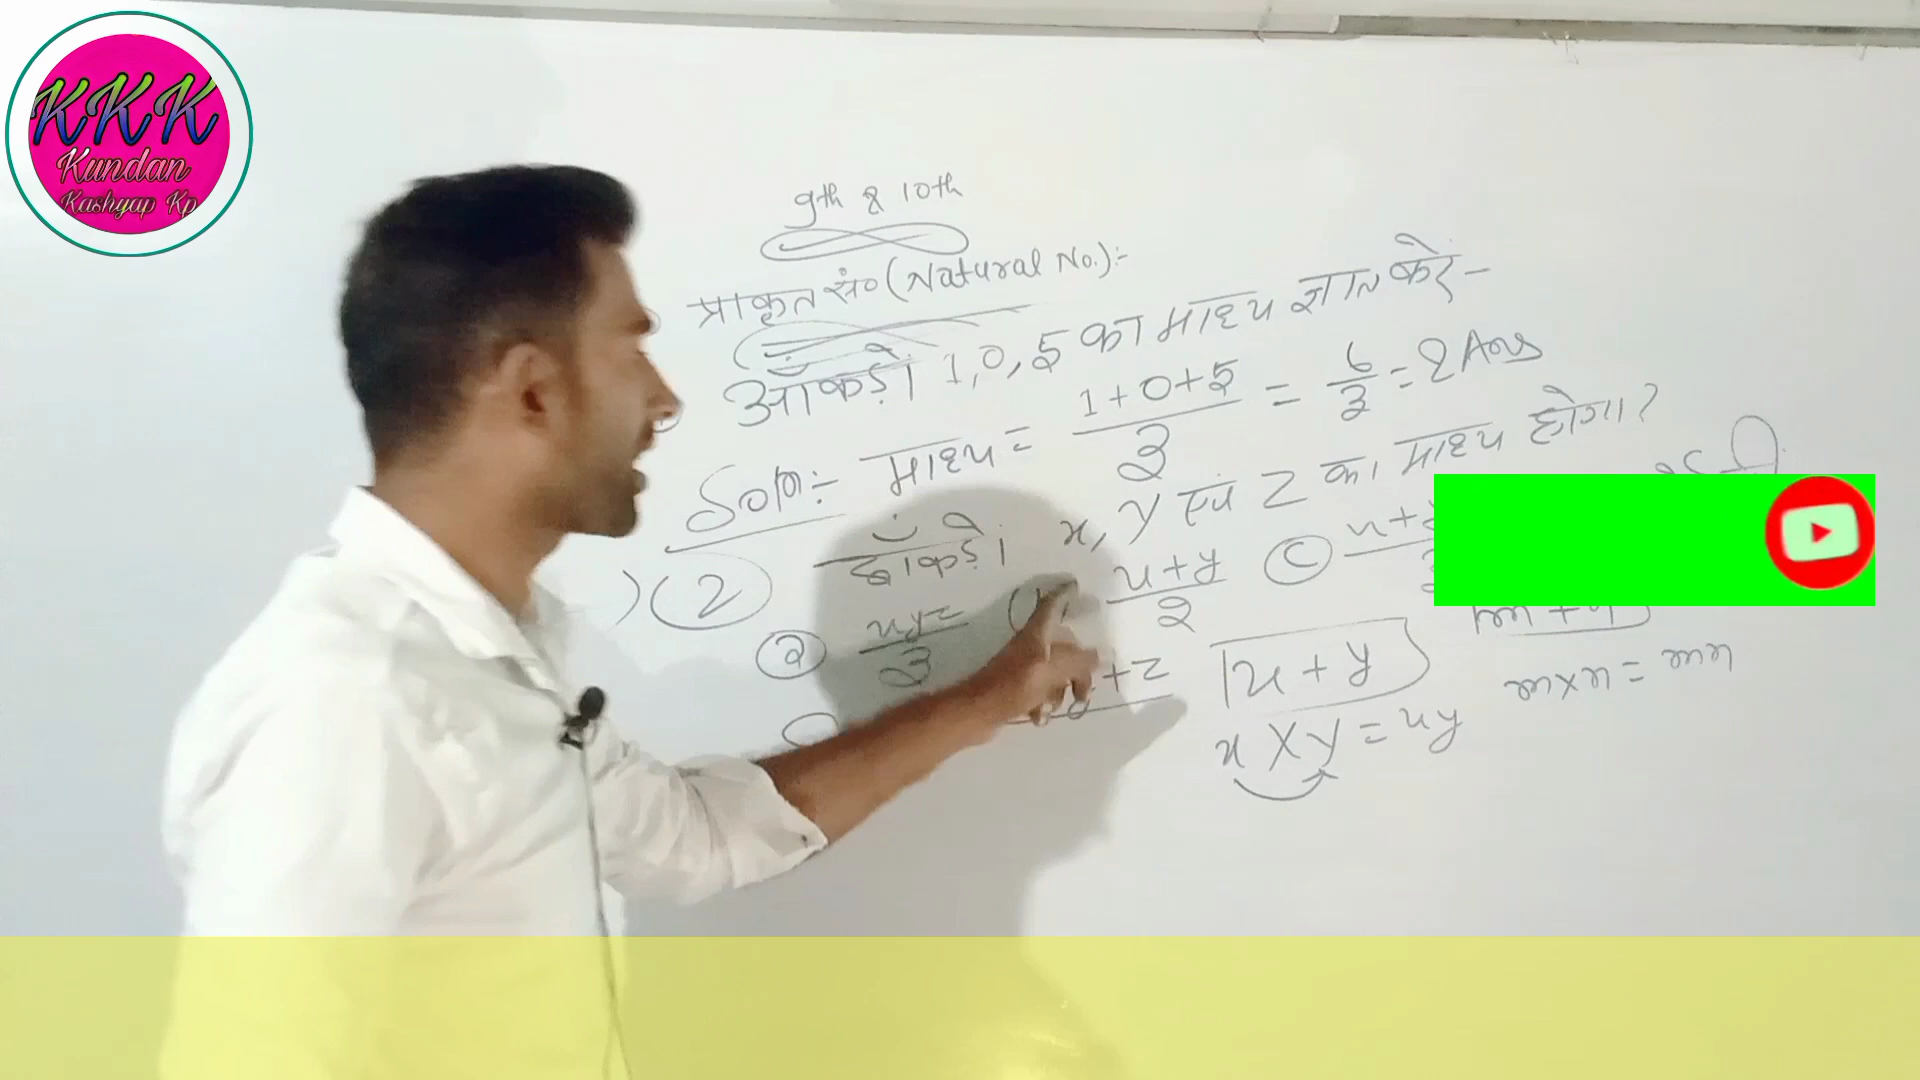 KKK
Kundan
Kashyap Kp
9th & 10th
प्राकृत सं० (Natural No.):-
आँकड़ों 1, 0, 5 का माध्य ज्ञात करें-
Soln:- माध्य = 1+0+5/3 = 6/3 = 2 Ans
2 आँकड़ों x, y एवं z का माध्य होगा?
a xyz/3 x+y/2 c
+z x+y
x × y = xy